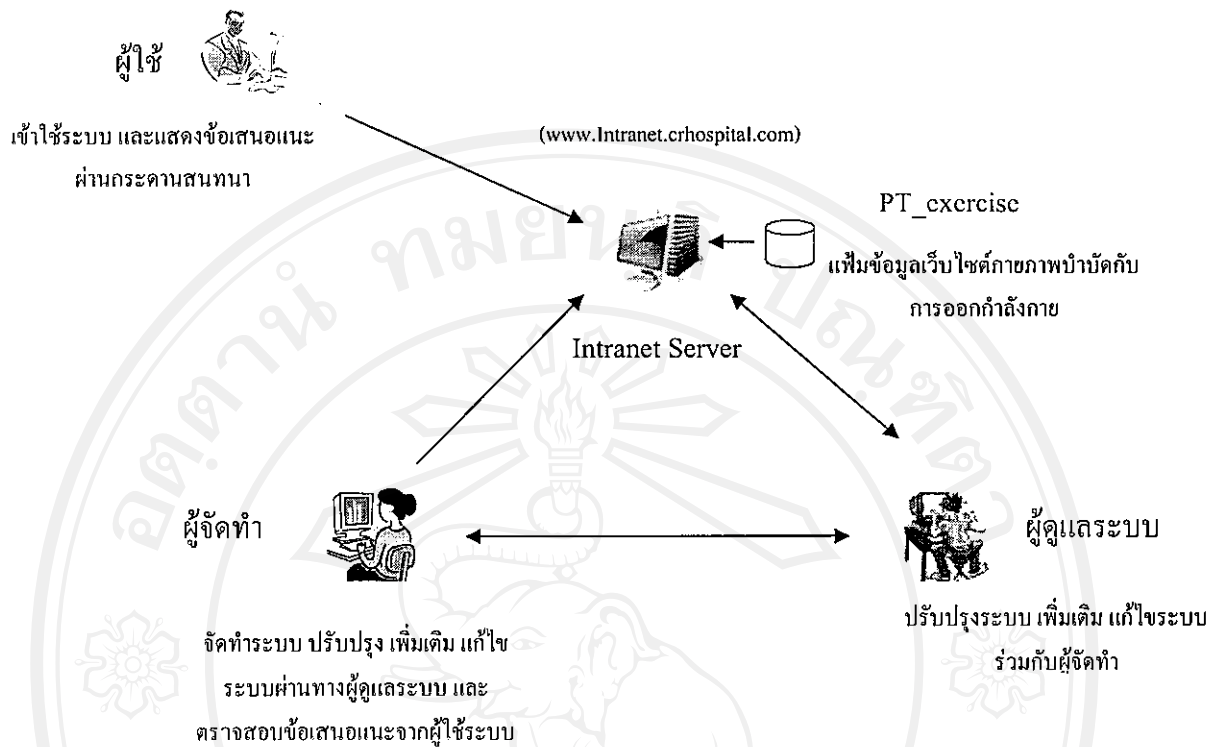 ผู้ใช้
เข้าใช้ระบบ และแสดงข้อเสนอแนะ
ผ่านกระดานสนทนา
(www.Intranet.crhospital.com)
PT_exercise
แฟ้มข้อมูลเว็บไซต์กายภาพบำบัดกับ
การออกกำลังกาย
Intranet Server
ผู้จัดทำ
จัดทำระบบ ปรับปรุง เพิ่มเติม แก้ไข
ระบบผ่านทางผู้ดูแลระบบ และ
ตรวจสอบข้อเสนอแนะจากผู้ใช้ระบบ
ผู้ดูแลระบบ
ปรับปรุงระบบ เพิ่มเติม แก้ไขระบบ
ร่วมกับผู้จัดทำ